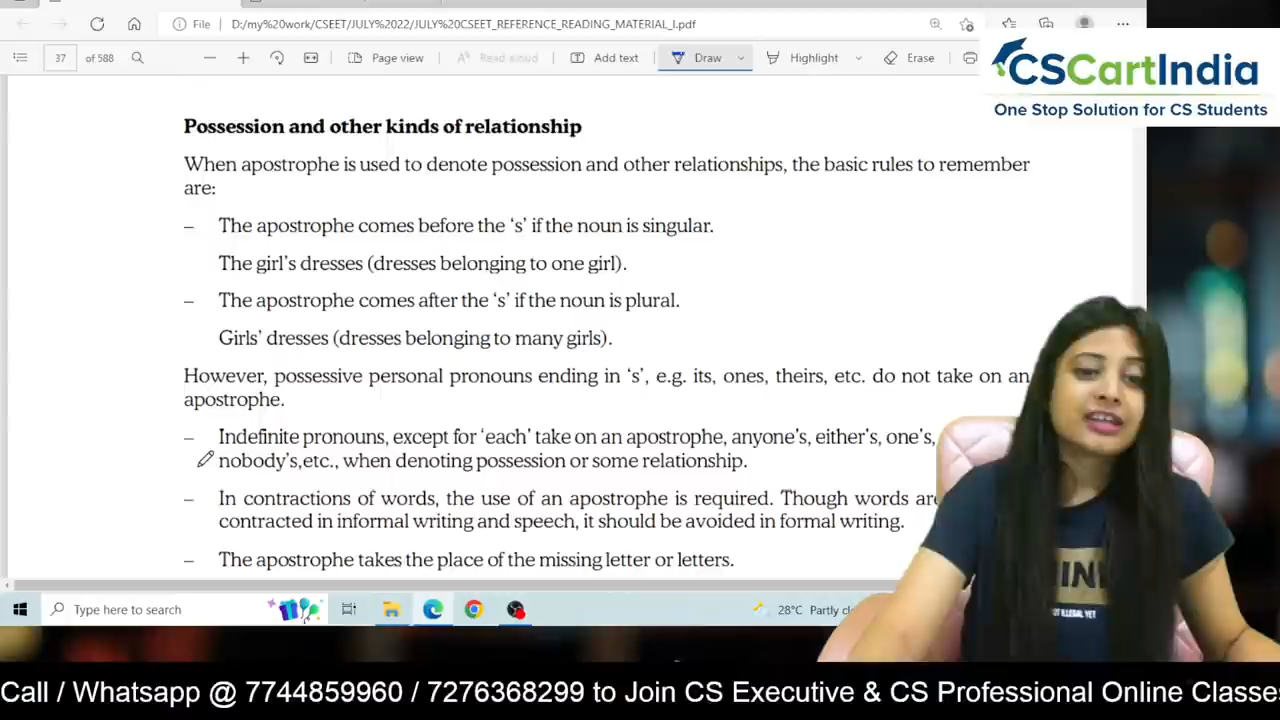 File
D:/my%20work/CSEET/JULY%2022/JULY%20CSEET_REFERENCE_READING_MATERIAL_I.pdf
37 of 588
Page view
Read aloud
Add text
Draw
Highlight
Erase
CSCartIndia
One Stop Solution for CS Students
Possession and other kinds of relationship
When apostrophe is used to denote possession and other relationships, the basic rules to remember
are:
– The apostrophe comes before the ‘s’ if the noun is singular.
The girl’s dresses (dresses belonging to one girl).
– The apostrophe comes after the ‘s’ if the noun is plural.
Girls’ dresses (dresses belonging to many girls).
However, possessive personal pronouns ending in ‘s’, e.g. its, ones, theirs, etc. do not take on an
apostrophe.
– Indefinite pronouns, except for ‘each’ take on an apostrophe, anyone’s, either’s, one’s,
nobody’s,etc., when denoting possession or some relationship.
– In contractions of words, the use of an apostrophe is required. Though words are
contracted in informal writing and speech, it should be avoided in formal writing.
– The apostrophe takes the place of the missing letter or letters.
Type here to search
28°C Partly
NOT ILLEGAL YET
Call / Whatsapp @ 7744859960 / 7276368299 to Join CS Executive & CS Professional Online Classes